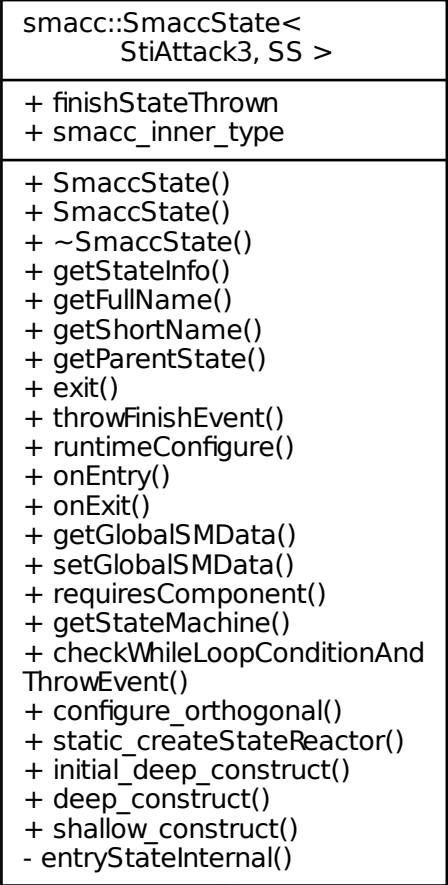 smacc::SmaccState<
StiAttack3, SS >
+ finishStateThrown
+ smacc_inner_type
+ SmaccState()
+ SmaccState()
+ ~SmaccState()
+ getStateInfo()
+ getFullName()
+ getShortName()
+ getParentState()
+ exit()
+ throwFinishEvent()
+ runtimeConfigure()
+ onEntry()
+ onExit()
+ getGlobalSMData()
+ setGlobalSMData()
+ requiresComponent()
+ getStateMachine()
+ checkWhileLoopConditionAnd
ThrowEvent()
+ configure_orthogonal()
+ static_createStateReactor()
+ initial_deep_construct()
+ deep_construct()
+ shallow_construct()
- entryStateInternal()